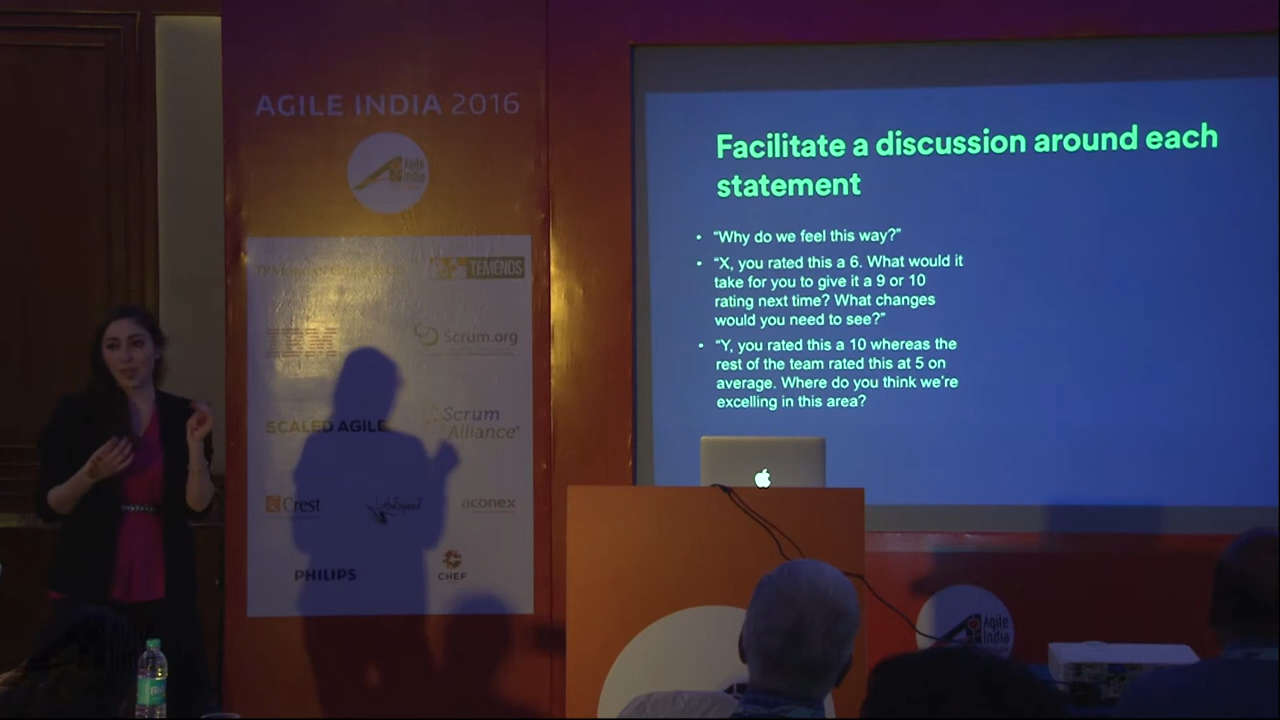 AGILE INDIA 2016
Agile
India
TEMENOS
Scrum.org
SCALED AGILE
Scrum
Alliance
Crest
aconex
PHILIPS
CHEF
Facilitate a discussion around each
statement
• “Why do we feel this way?”
• “X, you rated this a 6. What would it
take for you to give it a 9 or 10
rating next time? What changes
would you need to see?”
• “Y, you rated this a 10 whereas the
rest of the team rated this at 5 on
average. Where do you think we’re
excelling in this area?
Agile
India